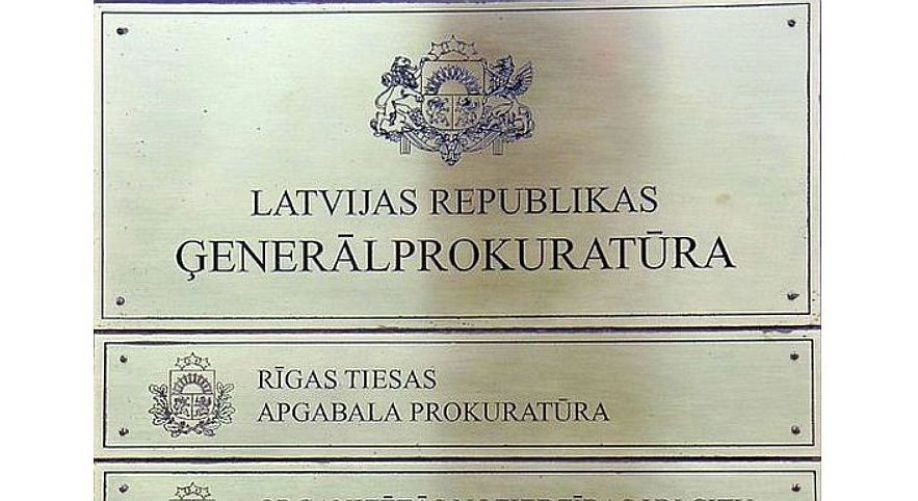 LATVIJAS REPUBLIKAS
ĢENERĀLPROKURATŪRA
RĪGAS TIESAS
APGABALA PROKURATŪRA